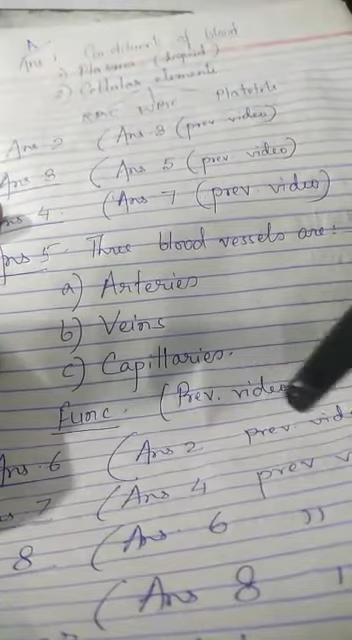 A
Ans 1 Constituent of blood
1) Plasma (liquid)
2) Cellular elements
RBC WBC Platelets
Ans 2 (Ans 3 (prev video)
Ans 3 (Ans 5 (prev video)
Ans 4. (Ans 7 (prev. video)
Ans 5. Three blood vessels are:
a) Arteries
b) Veins
c) Capillaries.
Func. (Prev. video
Ans 6 (Ans 2 prev vid
ns 7 (Ans 4 prev v
8 (Ans 6 "
(Ans 8